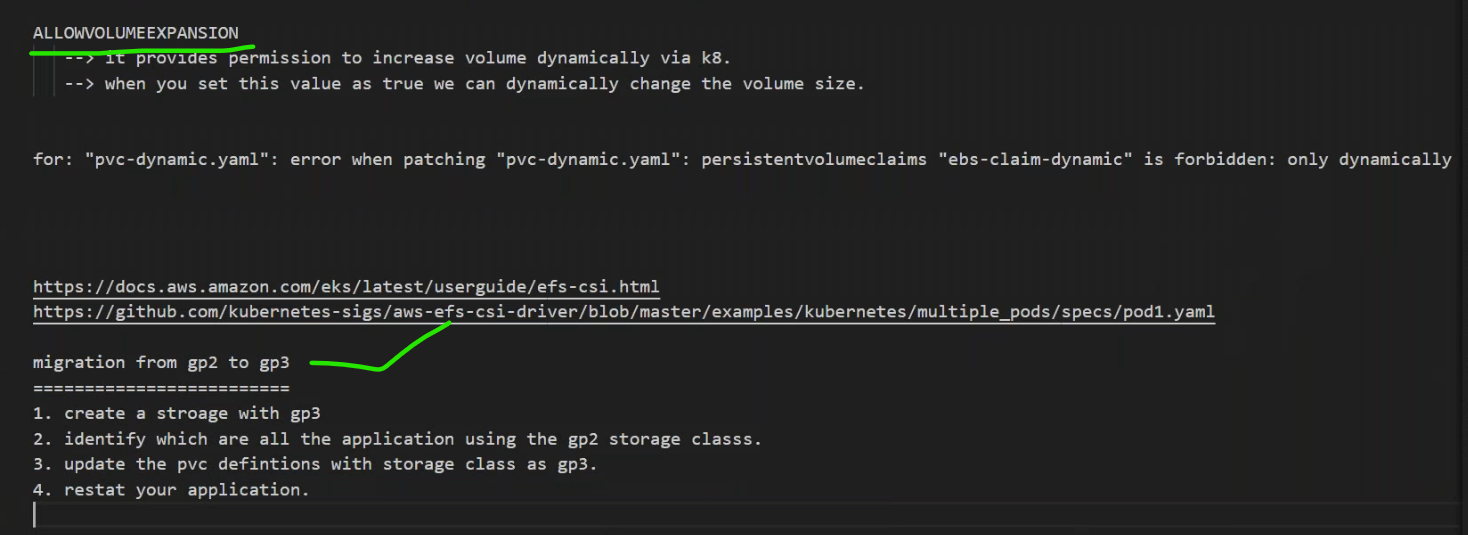 ALLOWVOLUMEEXPANSION
--> it provides permission to increase volume dynamically via k8.
--> when you set this value as true we can dynamically change the volume size.
for: "pvc-dynamic.yaml": error when patching "pvc-dynamic.yaml": persistentvolumeclaims "ebs-claim-dynamic" is forbidden: only dynamically
https://docs.aws.amazon.com/eks/latest/userguide/efs-csi.html
https://github.com/kubernetes-sigs/aws-efs-csi-driver/blob/master/examples/kubernetes/multiple_pods/specs/pod1.yaml
migration from gp2 to gp3
=========================
1. create a stroage with gp3
2. identify which are all the application using the gp2 storage classs.
3. update the pvc defintions with storage class as gp3.
4. restat your application.